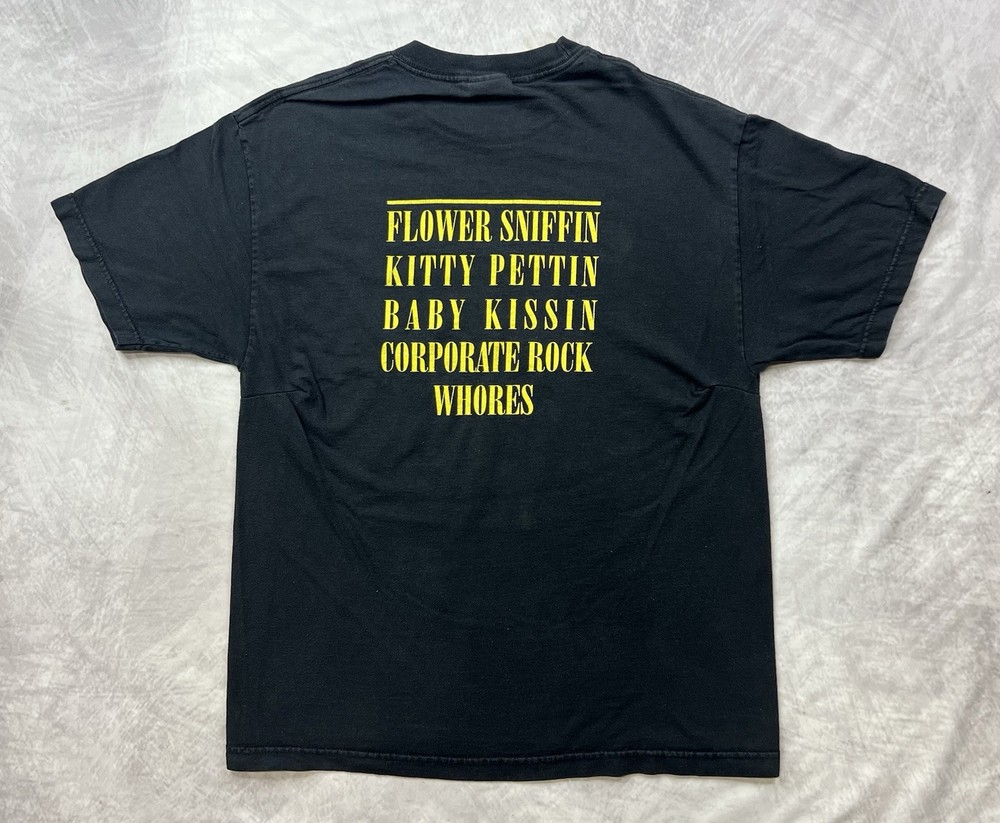 FLOWER SNIFFIN
KITTY PETTIN
BABY KISSIN
CORPORATE ROCK
WHORES